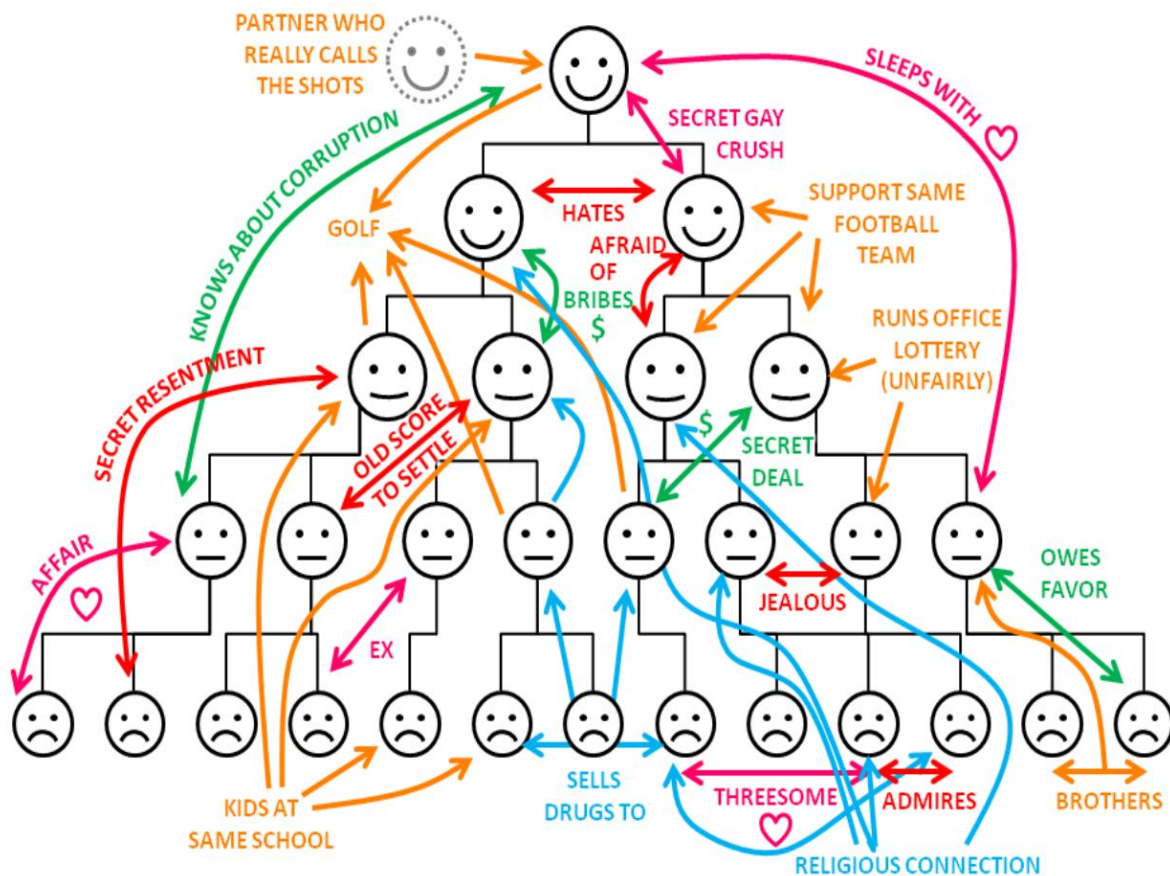 PARTNER WHO
REALLY CALLS
THE SHOTS
SLEEPS WITH
SECRET GAY
CRUSH
KNOWS ABOUT CORRUPTION
HATES
SUPPORT SAME
FOOTBALL
TEAM
GOLF
AFRAID
OF
BRIBES
$
RUNS OFFICE
LOTTERY
(UNFAIRLY)
SECRET RESENTMENT
OLD SCORE
TO SETTLE
$
SECRET
DEAL
AFFAIR
OWES
FAVOR
JEALOUS
EX
SELLS
DRUGS TO
THREESOME
ADMIRES
BROTHERS
KIDS AT
SAME SCHOOL
RELIGIOUS CONNECTION